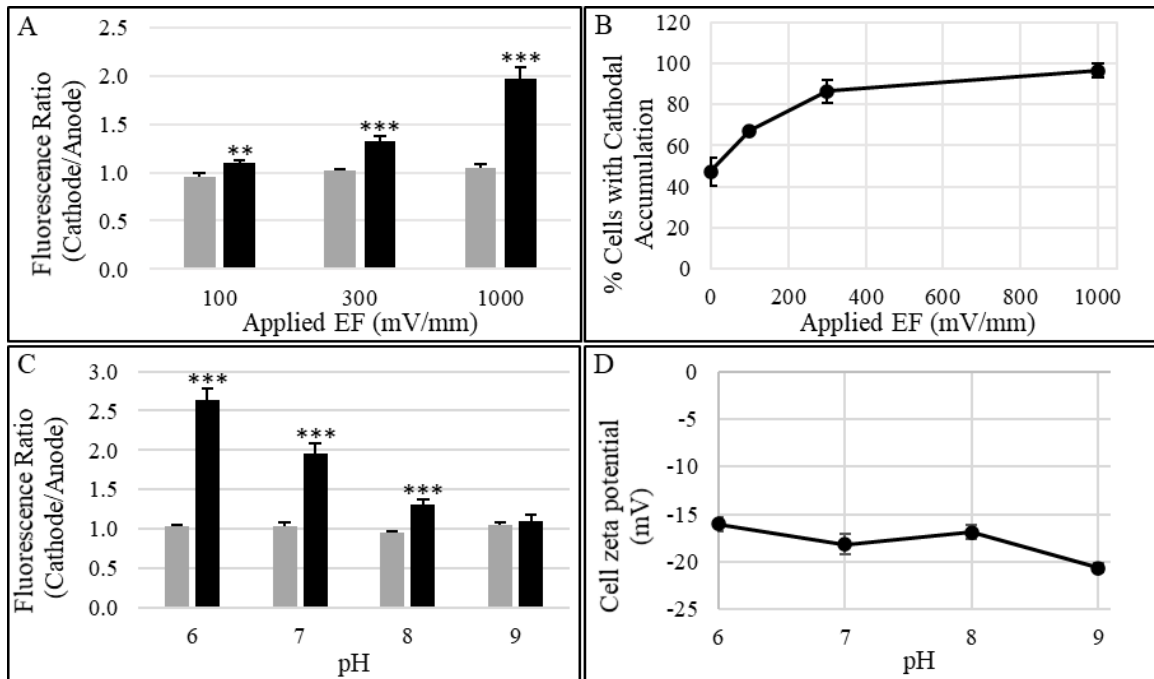 A
Fluorescence Ratio
(Cathode/Anode)
2.5
2.0
1.5
1.0
0.5
0.0
**
***
***
100 300 1000
Applied EF (mV/mm)
B
% Cells with Cathodal
Accumulation
120
100
80
60
40
20
0
0 200 400 600 800 1000
Applied EF (mV/mm)
C
Fluorescence Ratio
(Cathode/Anode)
3.0
2.5
2.0
1.5
1.0
0.5
0.0
***
***
***
6 7 8 9
pH
D
Cell zeta potential
(mV)
0
-5
-10
-15
-20
-25
6 7 8 9
pH